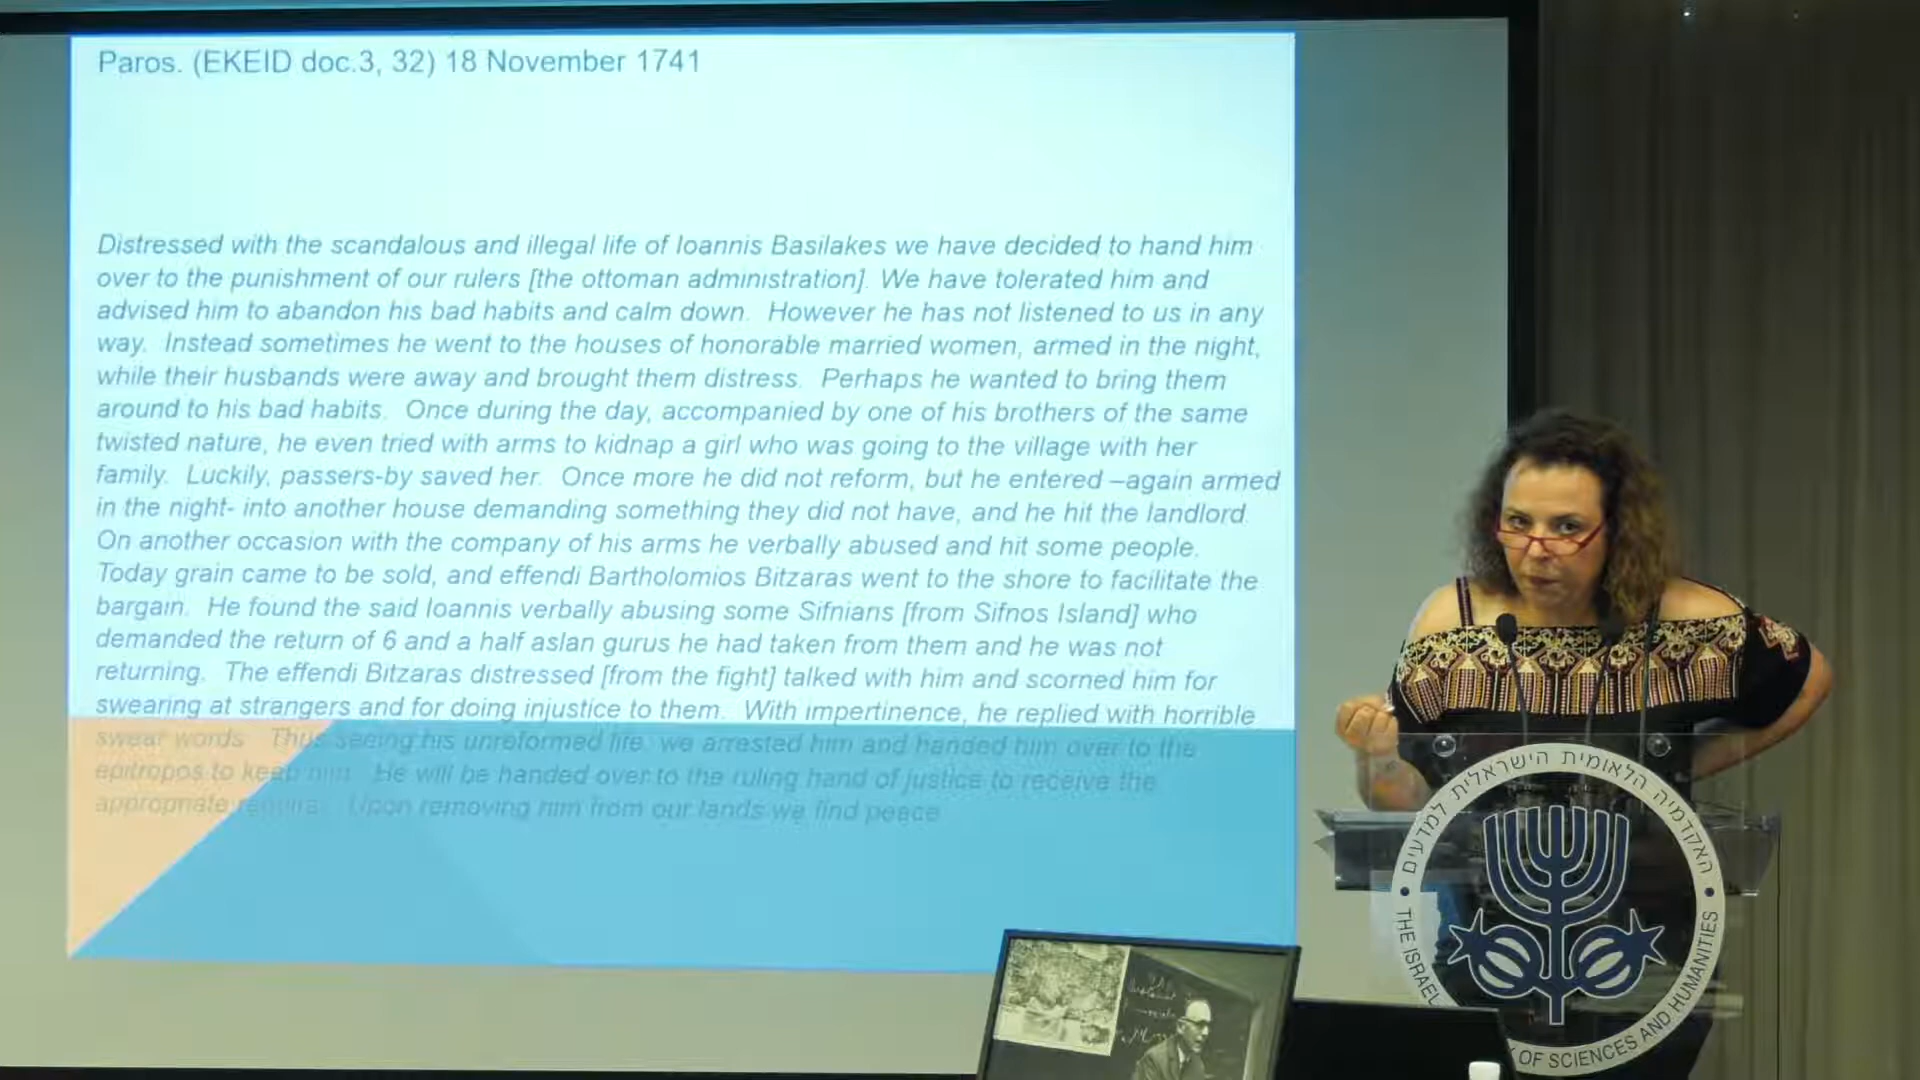 Paros. (EKEID doc.3, 32) 18 November 1741
Distressed with the scandalous and illegal life of Ioannis Basilakes we have decided to hand him
over to the punishment of our rulers [the ottoman administration]. We have tolerated him and
advised him to abandon his bad habits and calm down. However he has not listened to us in any
way. Instead sometimes he went to the houses of honorable married women, armed in the night,
while their husbands were away and brought them distress. Perhaps he wanted to bring them
around to his bad habits. Once during the day, accompanied by one of his brothers of the same
twisted nature, he even tried with arms to kidnap a girl who was going to the village with her
family. Luckily, passers-by saved her. Once more he did not reform, but he entered –again armed
in the night- into another house demanding something they did not have, and he hit the landlord.
On another occasion with the company of his arms he verbally abused and hit some people.
Today grain came to be sold, and effendi Bartholomios Bitzaras went to the shore to facilitate the
bargain. He found the said Ioannis verbally abusing some Sifnians [from Sifnos Island] who
demanded the return of 6 and a half aslan gurus he had taken from them and he was not
returning. The effendi Bitzaras distressed [from the fight] talked with him and scorned him for
swearing at strangers and for doing injustice to them. With impertinence, he replied with horrible
swear words. Thus seeing his unreformed life, we arrested him and handed him over to the
epitropos to keep him. He will be handed over to the ruling hand of justice to receive the
appropriate Upon removing him from our lands we find peace
האקדמיה הלאומית הישראלית למדעים
THE ISRAEL
OF SCIENCES AND HUMANITIES